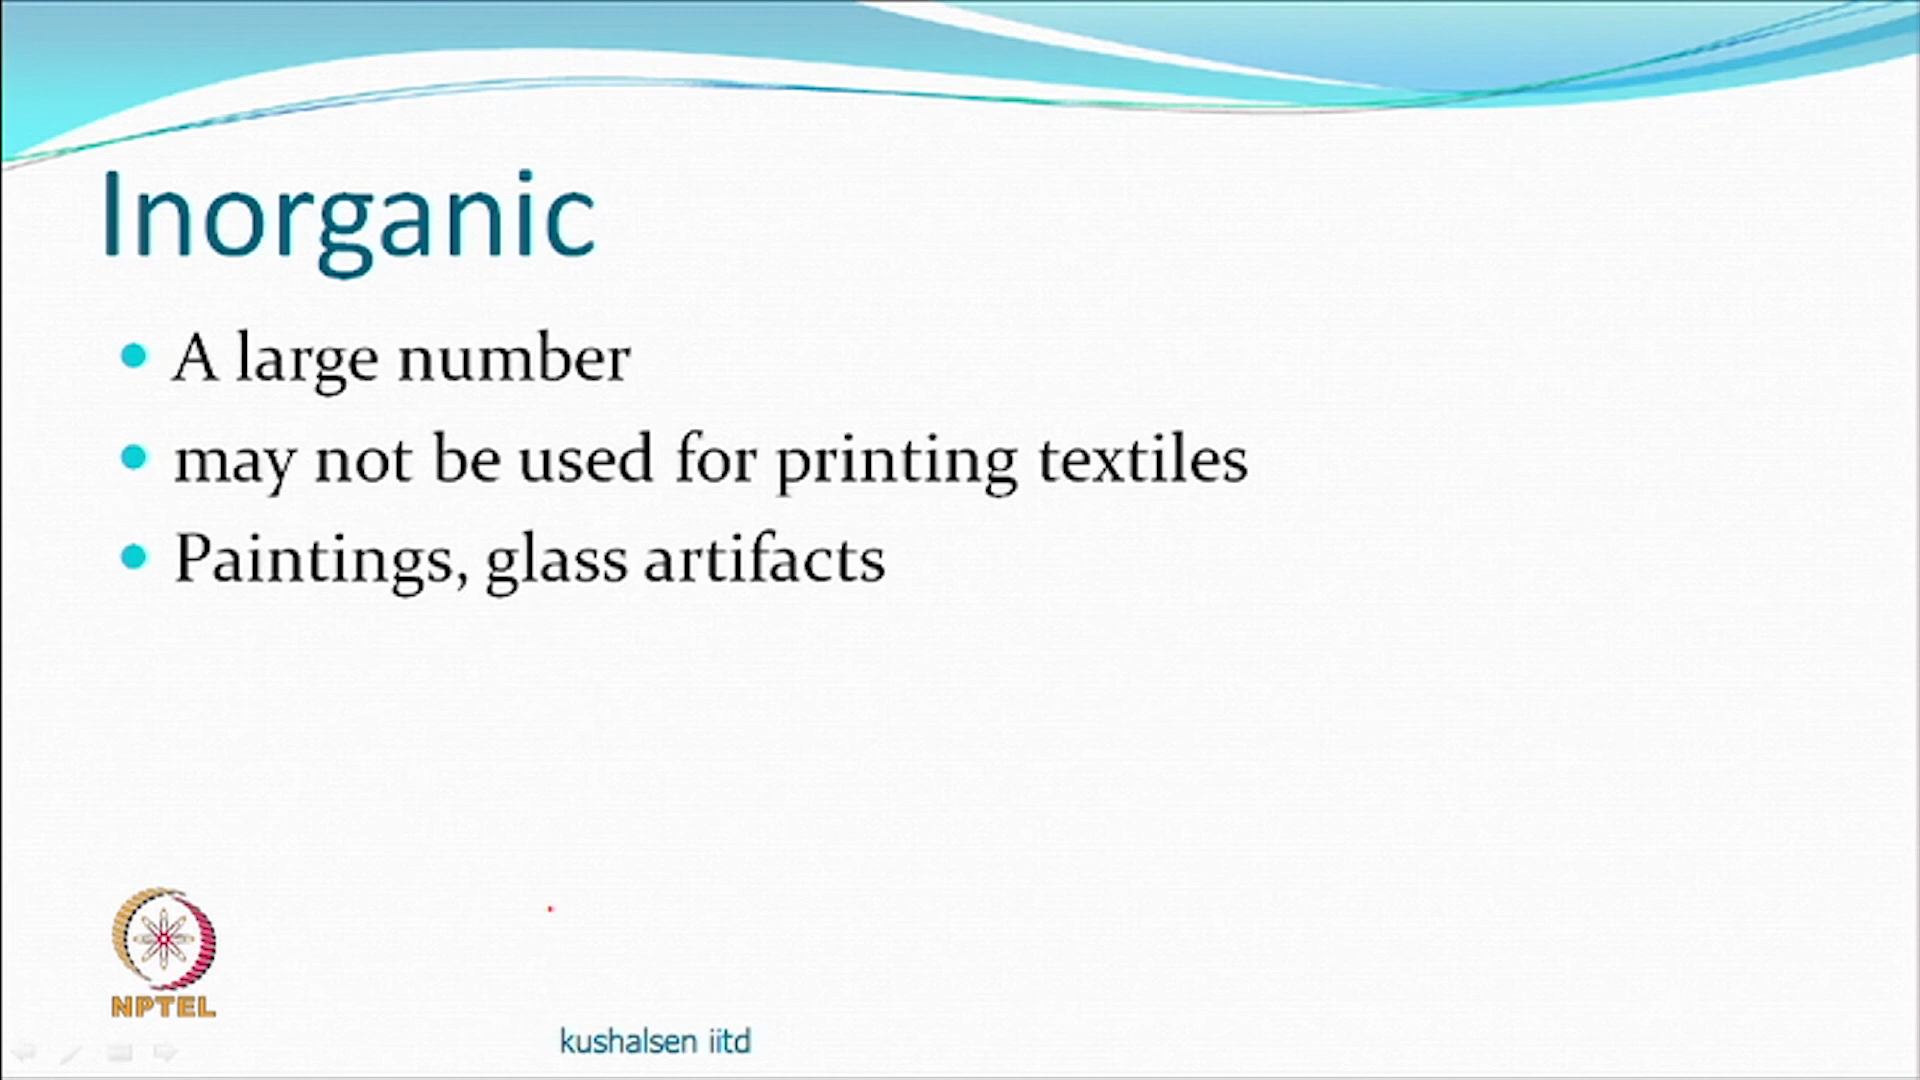 Inorganic
A large number
may not be used for printing textiles
Paintings, glass artifacts
NPTEL
kushalsen iitd